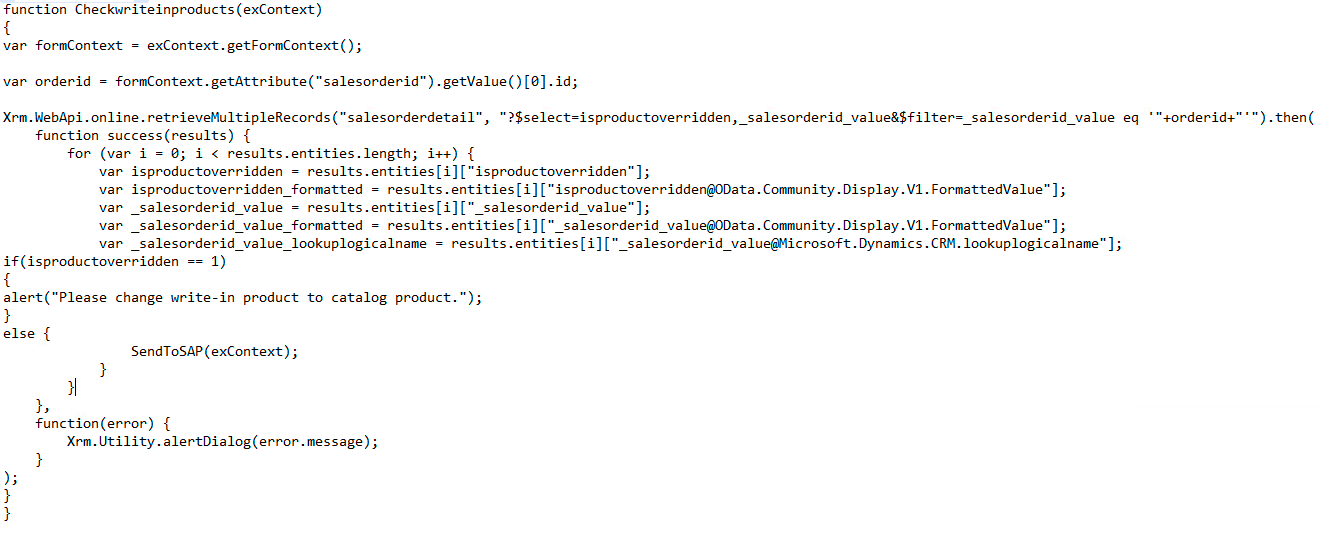 function Checkwriteinproducts(exContext)
{
var formContext = exContext.getFormContext();
var orderid = formContext.getAttribute("salesorderid").getValue()[0].id;
Xrm.WebApi.online.retrieveMultipleRecords("salesorderdetail", "?$select=isproductoverridden,_salesorderid_value&$filter=_salesorderid_value eq '"+orderid+"'").then(
    function success(results) {
        for (var i = 0; i < results.entities.length; i++) {
            var isproductoverridden = results.entities[i]["isproductoverridden"];
            var isproductoverridden_formatted = results.entities[i]["isproductoverridden@OData.Community.Display.V1.FormattedValue"];
            var _salesorderid_value = results.entities[i]["_salesorderid_value"];
            var _salesorderid_value_formatted = results.entities[i]["_salesorderid_value@OData.Community.Display.V1.FormattedValue"];
            var _salesorderid_value_lookuplogicalname = results.entities[i]["_salesorderid_value@Microsoft.Dynamics.CRM.lookuplogicalname"];
if(isproductoverridden == 1)
{
alert("Please change write-in product to catalog product.");
}
else {
                SendToSAP(exContext);
            }
        }
    },
    function(error) {
        Xrm.Utility.alertDialog(error.message);
    }
);
}
}